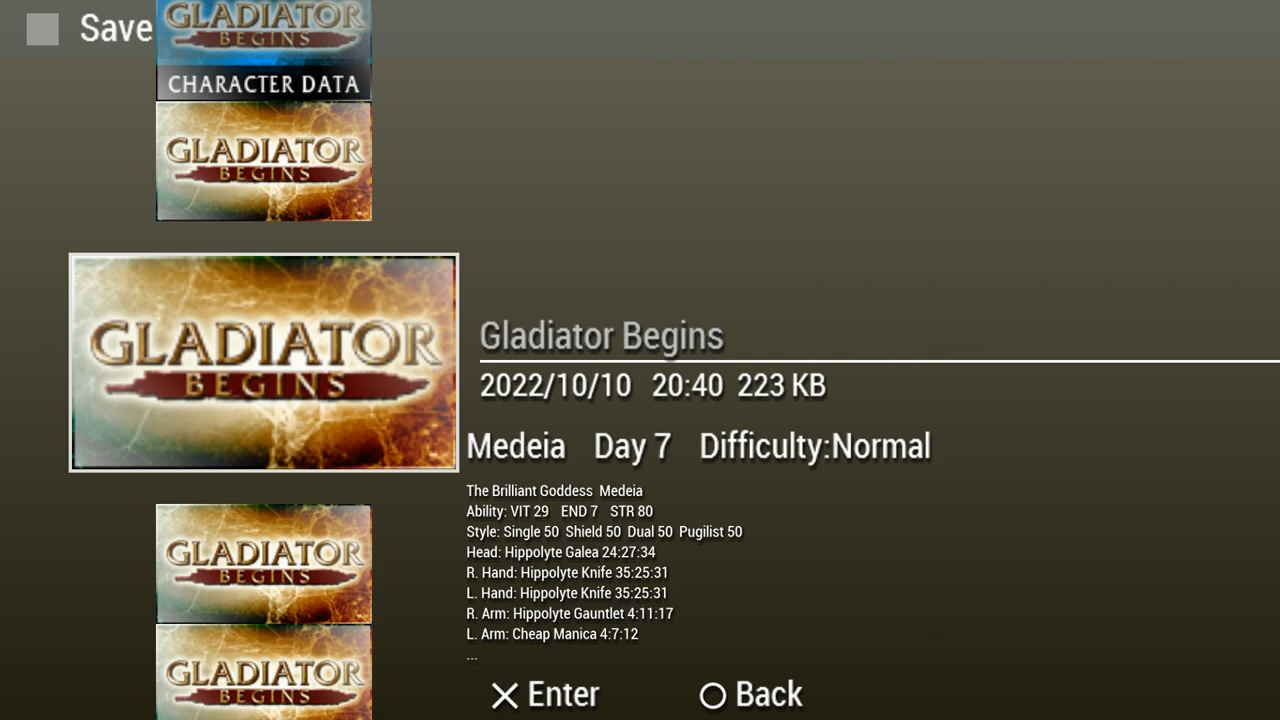 Save
GLADIATOR
BEGINS
CHARACTER DATA
GLADIATOR
BEGINS
GLADIATOR
BEGINS
Gladiator Begins
2022/10/10 20:40 223 KB
Medeia Day 7 Difficulty:Normal
The Brilliant Goddess Medeia
Ability: VIT 29 END 7 STR 80
Style: Single 50 Shield 50 Dual 50 Pugilist 50
Head: Hippolyte Galea 24:27:34
R. Hand: Hippolyte Knife 35:25:31
L. Hand: Hippolyte Knife 35:25:31
R. Arm: Hippolyte Gauntlet 4:11:17
L. Arm: Cheap Manica 4:7:12
...
GLADIATOR
BEGINS
GLADIATOR
BEGINS
Enter Back